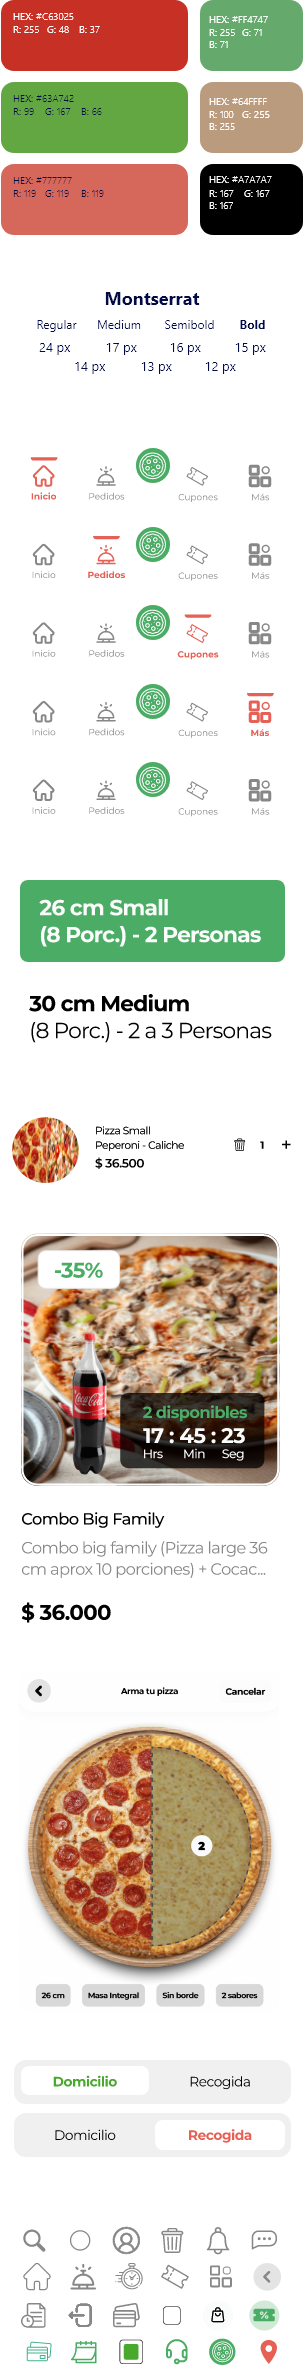 HEX: #C63025
R: 255 G: 48 B: 37
HEX: #FF4747
R: 255 G: 71
B: 71
HEX: #63A742
R: 99 G: 167 B: 66
HEX: #64FFFF
R: 100 G: 255
B: 255
HEX: #777777
R: 119 G: 119 B: 119
HEX: #A7A7A7
R: 167 G: 167
B: 167
Montserrat
Regular Medium Semibold Bold
24 px 17 px 16 px 15 px
14 px 13 px 12 px
Inicio Pedidos Cupones Más
Inicio Pedidos Cupones Más
Inicio Pedidos Cupones Más
Inicio Pedidos Cupones Más
Inicio Pedidos Cupones Más
26 cm Small
(8 Porc.) - 2 Personas
30 cm Medium
(8 Porc.) - 2 a 3 Personas
Pizza Small
Peperoni - Caliche
$ 36.500
1 +
-35%
Coca-Cola
2 disponibles
17 : 45 : 23
Hrs Min Seg
Combo Big Family
Combo big family (Pizza large 36
cm aprox 10 porciones) + Cocac...
$ 36.000
Arma tu pizza Cancelar
2
26 cm Masa Integral Sin borde 2 sabores
Domicilio Recogida
Domicilio Recogida
%